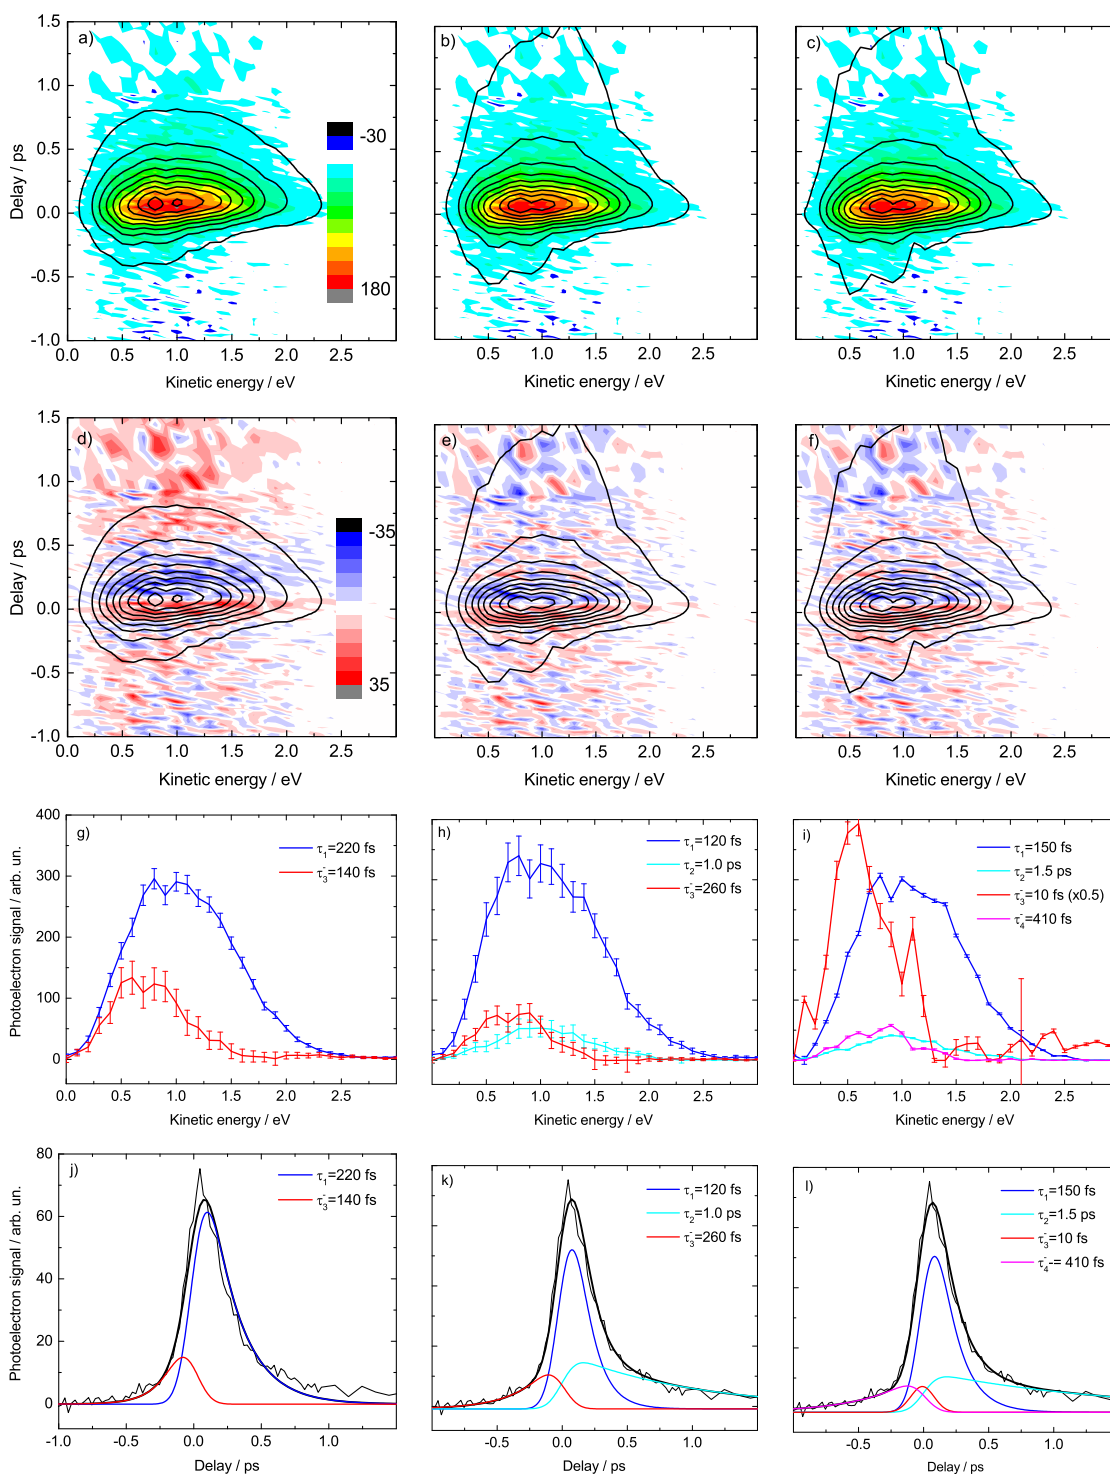 a)
Delay / ps
1.5
1.0
0.5
0.0
-0.5
-1.0
-30
180
0.0 0.5 1.0 1.5 2.0 2.5
Kinetic energy / eV
b)
0.5 1.0 1.5 2.0 2.5
Kinetic energy / eV
c)
0.5 1.0 1.5 2.0 2.5
Kinetic energy / eV
d)
Delay / ps
1.5
1.0
0.5
0.0
-0.5
-1.0
-35
35
0.0 0.5 1.0 1.5 2.0 2.5
Kinetic energy / eV
e)
0.5 1.0 1.5 2.0 2.5
Kinetic energy / eV
f)
0.5 1.0 1.5 2.0 2.5
Kinetic energy / eV
g)
Photoelectron signal / arb. un.
400
300
200
100
0
τ₁=220 fs
τ₃⁻=140 fs
0.0 0.5 1.0 1.5 2.0 2.5
Kinetic energy / eV
h)
τ₁=120 fs
τ₂=1.0 ps
τ₃⁻=260 fs
0.5 1.0 1.5 2.0 2.5
Kinetic energy / eV
i)
τ₁=150 fs
τ₂=1.5 ps
τ₃⁻=10 fs (x0.5)
τ₄⁻=410 fs
0.5 1.0 1.5 2.0 2.5
Kinetic energy / eV
j)
Photoelectron signal / arb. un.
80
60
40
20
0
τ₁=220 fs
τ₃⁻=140 fs
-1.0 -0.5 0.0 0.5 1.0
Delay / ps
k)
τ₁=120 fs
τ₂=1.0 ps
τ₃⁻=260 fs
-0.5 0.0 0.5 1.0
Delay / ps
l)
τ₁=150 fs
τ₂=1.5 ps
τ₃⁻=10 fs
τ₄⁻-= 410 fs
-0.5 0.0 0.5 1.0
Delay / ps